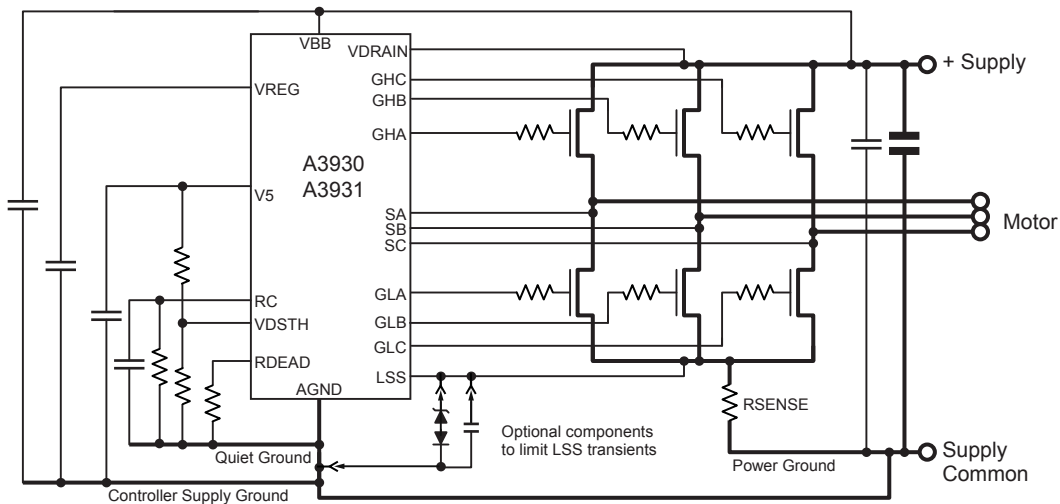 VBB
VDRAIN
+ Supply
GHC
VREG
GHB
GHA
A3930
A3931
V5
SA
SB
SC
Motor
GLA
RC
GLB
VDSTH
GLC
RDEAD
LSS
AGND
RSENSE
Optional components
to limit LSS transients
Quiet Ground
Power Ground
Supply
Common
Controller Supply Ground